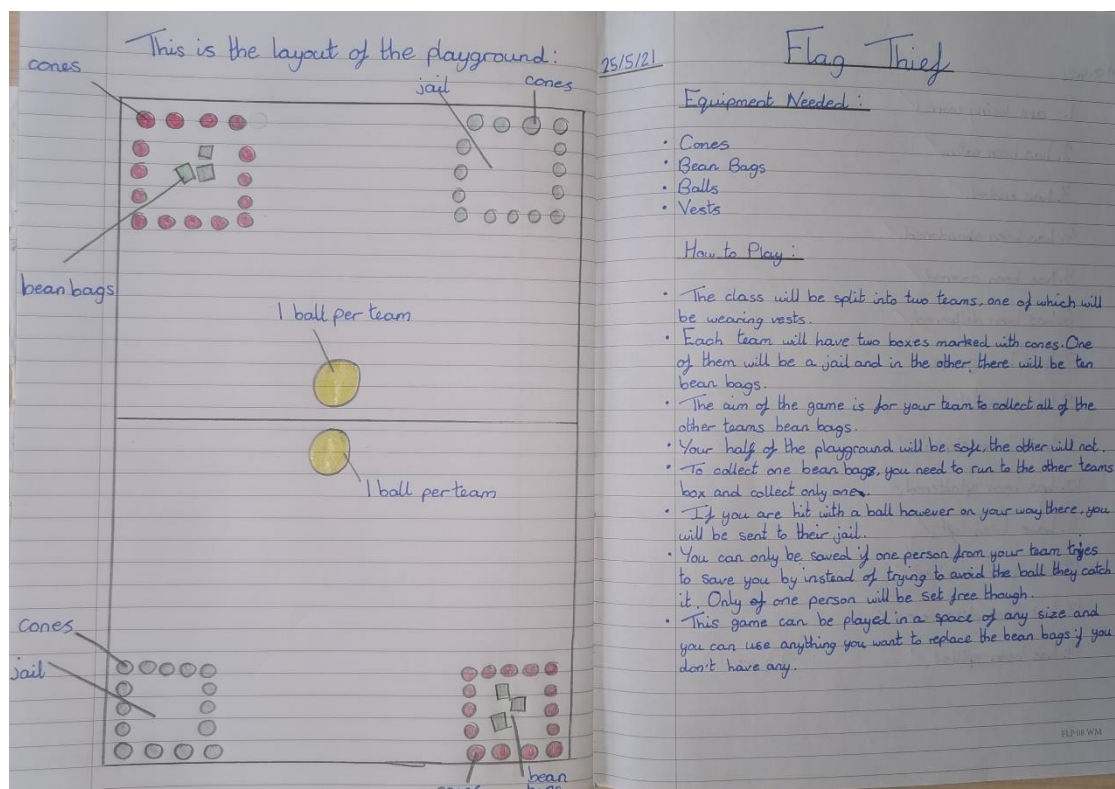 This is the layout of the playground:
cones
jail
cones
bean bags
1 ball per team
1 ball per team
cones
jail
bean
25/5/21
Flag Thief
Equipment Needed:
• Cones
• Bean Bags
• Balls
• Vests
How to Play:
• The class will be split into two teams, one of which will
be wearing vests.
• Each team will have two boxes marked with cones. One
of them will be a jail and in the other, there will be ten
bean bags.
• The aim of the game is for your team to collect all of the
other teams bean bags.
• Your half of the playground will be safe, the other will not.
• To collect one bean bags, you need to run to the other teams
box and collect only one.
• If you are hit with a ball however on your way there, you
will be sent to their jail.
• You can only be saved if one person from your team tries
to save you by instead of trying to avoid the ball they catch
it. Only of one person will be set free though.
• This game can be played in a space of any size and
you can use anything you want to replace the bean bags if you
don't have any.
FLP 08 WM